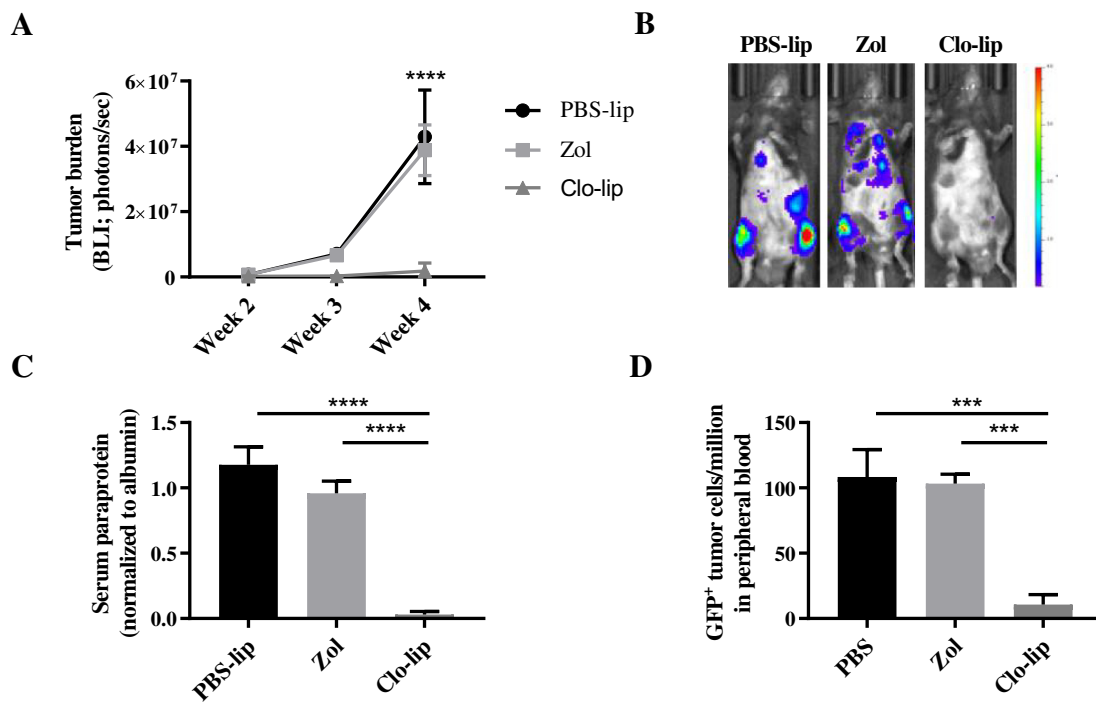 A
Tumor burden
(BLI; photons/sec)
6×10⁷
4×10⁷
2×10⁷
0
****
Week 2
Week 3
Week 4
PBS-lip
Zol
Clo-lip
B
PBS-lip Zol Clo-lip
C
Serum paraprotein
(normalized to albumin)
1.5
1.0
0.5
0.0
****
****
PBS-lip
Zol
Clo-lip
D
GFP⁺ tumor cells/million
in peripheral blood
150
100
50
0
***
***
PBS
Zol
Clo-lip